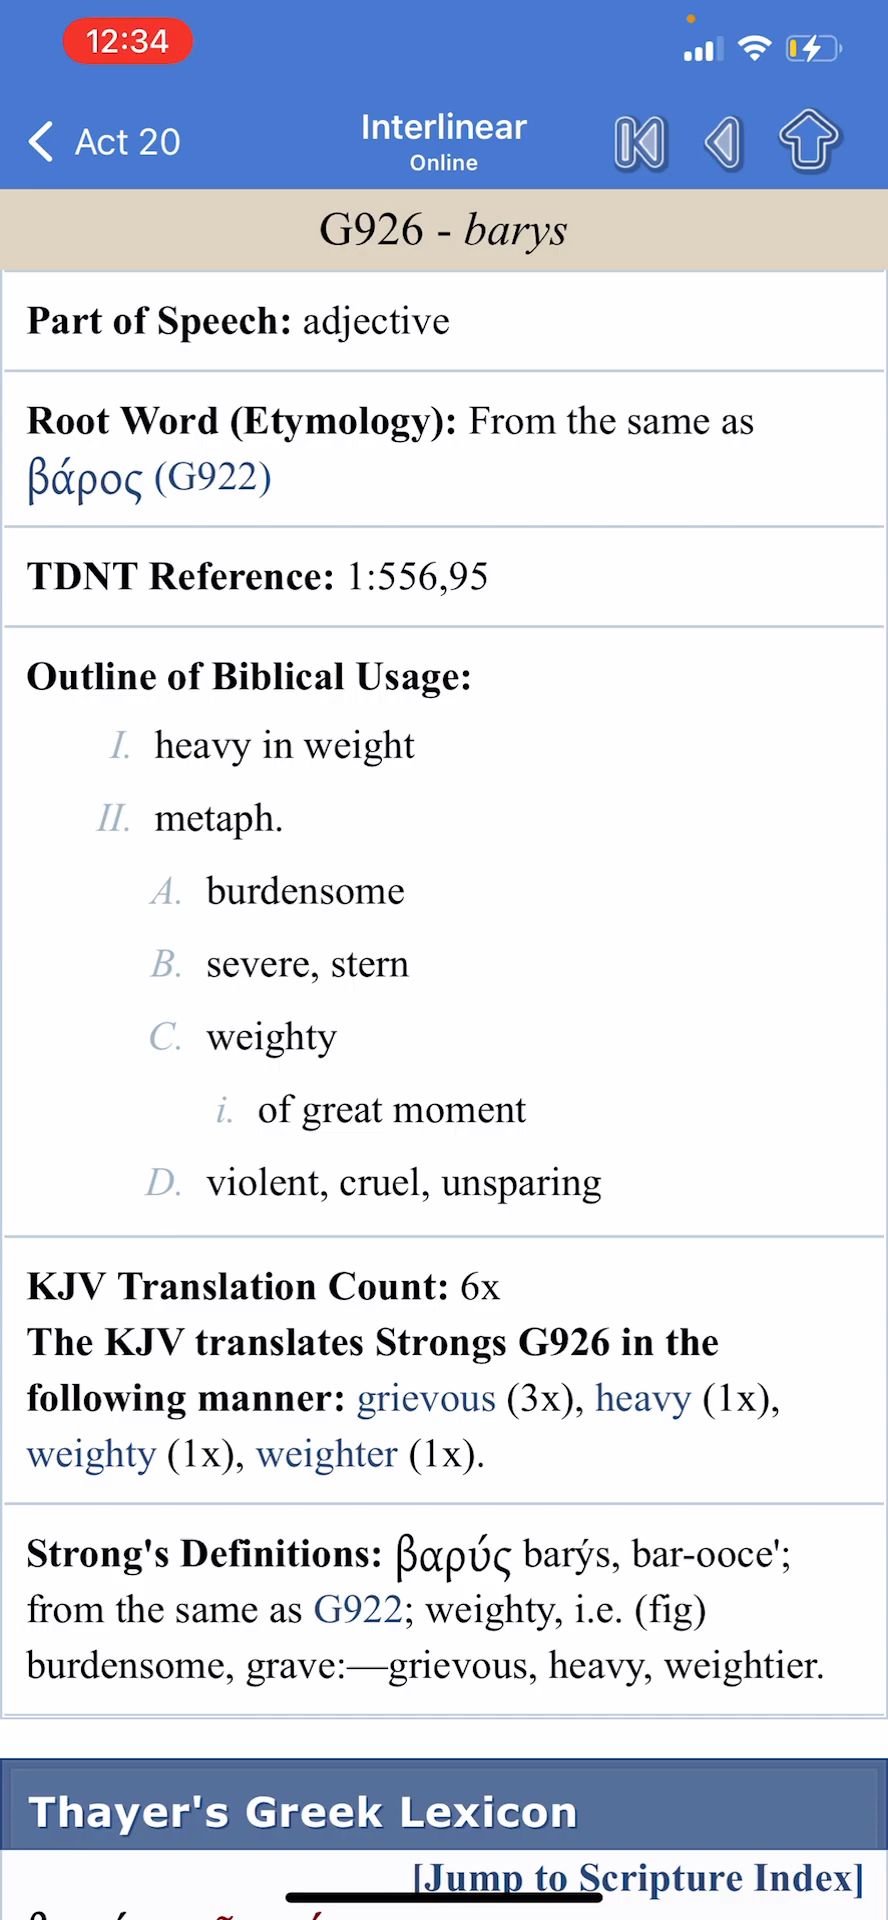 12:34
Act 20
Interlinear
Online
G926 - barys
Part of Speech: adjective
Root Word (Etymology): From the same as
βάρος (G922)
TDNT Reference: 1:556,95
Outline of Biblical Usage:
I. heavy in weight
II. metaph.
A. burdensome
B. severe, stern
C. weighty
i. of great moment
D. violent, cruel, unsparing
KJV Translation Count: 6x
The KJV translates Strongs G926 in the
following manner: grievous (3x), heavy (1x),
weighty (1x), weighter (1x).
Strong's Definitions: βαρύς barýs, bar-ooce';
from the same as G922; weighty, i.e. (fig)
burdensome, grave:—grievous, heavy, weightier.
Thayer's Greek Lexicon
[Jump to Scripture Index]